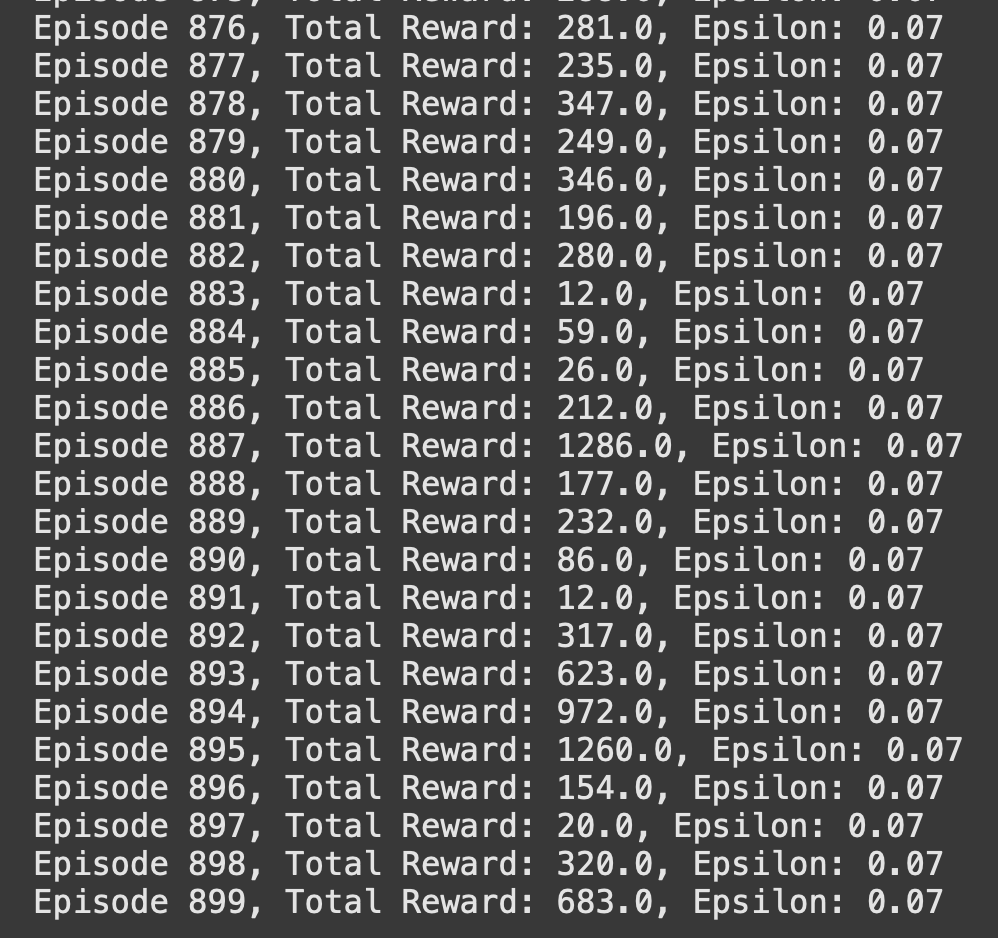 Episode 876, Total Reward: 281.0, Epsilon: 0.07
Episode 877, Total Reward: 235.0, Epsilon: 0.07
Episode 878, Total Reward: 347.0, Epsilon: 0.07
Episode 879, Total Reward: 249.0, Epsilon: 0.07
Episode 880, Total Reward: 346.0, Epsilon: 0.07
Episode 881, Total Reward: 196.0, Epsilon: 0.07
Episode 882, Total Reward: 280.0, Epsilon: 0.07
Episode 883, Total Reward: 12.0, Epsilon: 0.07
Episode 884, Total Reward: 59.0, Epsilon: 0.07
Episode 885, Total Reward: 26.0, Epsilon: 0.07
Episode 886, Total Reward: 212.0, Epsilon: 0.07
Episode 887, Total Reward: 1286.0, Epsilon: 0.07
Episode 888, Total Reward: 177.0, Epsilon: 0.07
Episode 889, Total Reward: 232.0, Epsilon: 0.07
Episode 890, Total Reward: 86.0, Epsilon: 0.07
Episode 891, Total Reward: 12.0, Epsilon: 0.07
Episode 892, Total Reward: 317.0, Epsilon: 0.07
Episode 893, Total Reward: 623.0, Epsilon: 0.07
Episode 894, Total Reward: 972.0, Epsilon: 0.07
Episode 895, Total Reward: 1260.0, Epsilon: 0.07
Episode 896, Total Reward: 154.0, Epsilon: 0.07
Episode 897, Total Reward: 20.0, Epsilon: 0.07
Episode 898, Total Reward: 320.0, Epsilon: 0.07
Episode 899, Total Reward: 683.0, Epsilon: 0.07